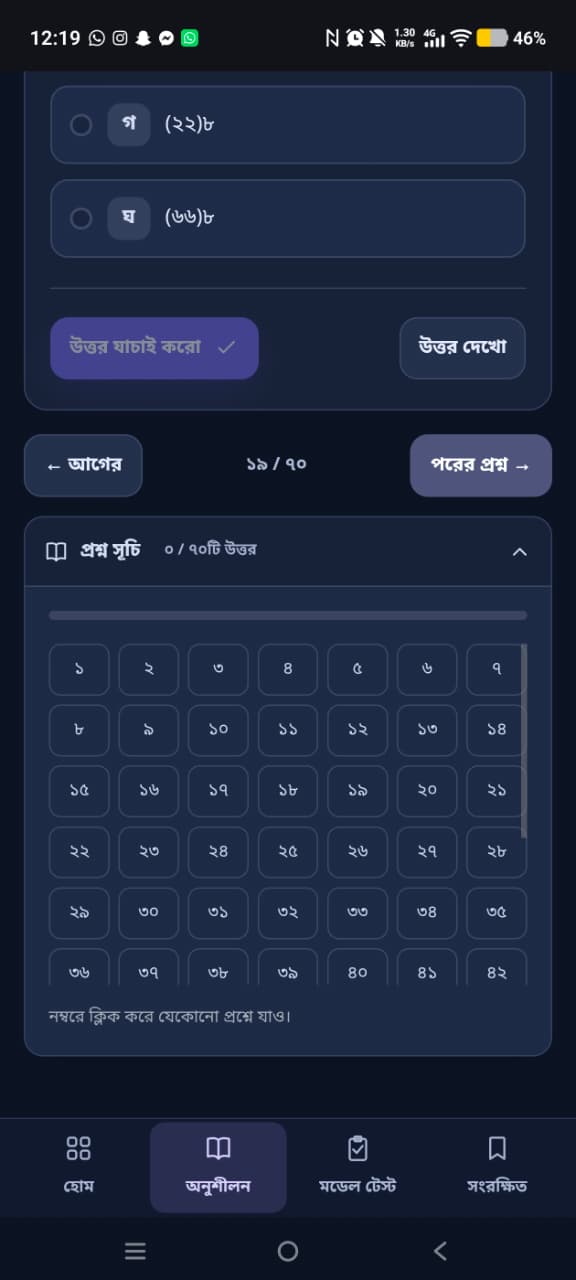 12:19
1.30 KB/s 4G 46%
গ (২২)৮
ঘ (৬৬)৮
উত্তর যাচাই করো ✓
উত্তর দেখো
← আগের
১৯ / ৭০
পরের প্রশ্ন →
প্রশ্ন সূচি ০ / ৭০টি উত্তর
১ ২ ৩ ৪ ৫ ৬ ৭
৮ ৯ ১০ ১১ ১২ ১৩ ১৪
১৫ ১৬ ১৭ ১৮ ১৯ ২০ ২১
২২ ২৩ ২৪ ২৫ ২৬ ২৭ ২৮
২৯ ৩০ ৩১ ৩২ ৩৩ ৩৪ ৩৫
৩৬ ৩৭ ৩৮ ৩৯ ৪০ ৪১ ৪২
নম্বরে ক্লিক করে যেকোনো প্রশ্নে যাও।
হোম
অনুশীলন
মডেল টেস্ট
সংরক্ষিত